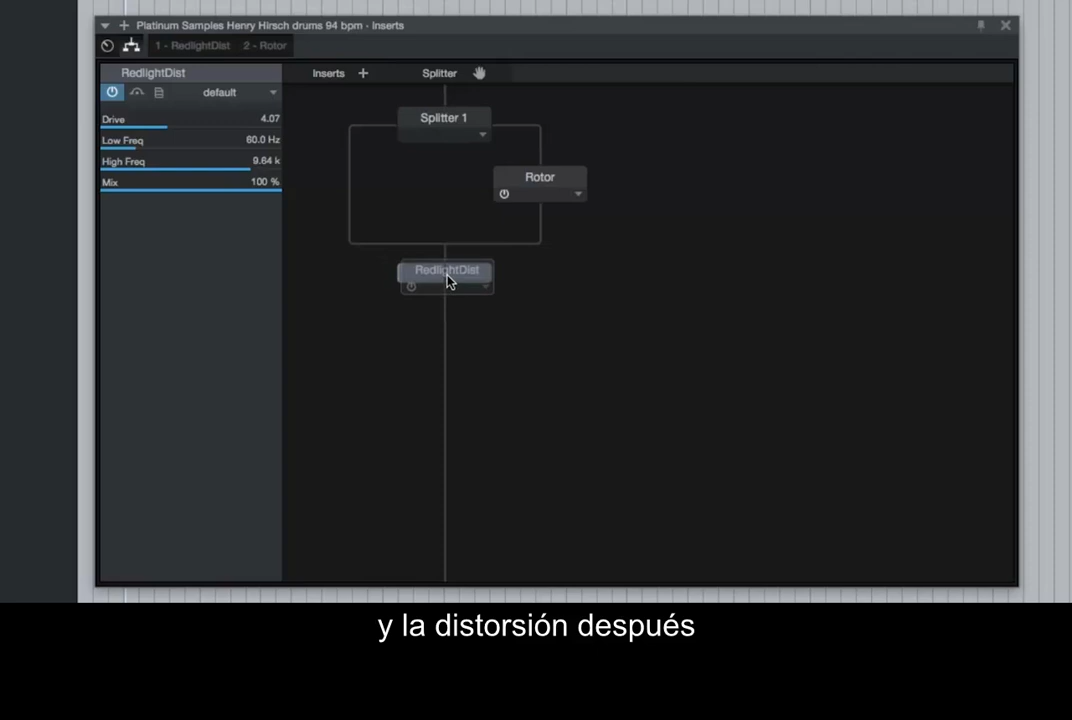 Platinum Samples Henry Hirsch drums 94 bpm - Inserts
1 - RedlightDist 2 - Rotor
RedlightDist
Inserts + Splitter
default
Drive 4.07
Low Freq 60.0 Hz
High Freq 9.64 k
Mix 100 %
Splitter 1
Rotor
RedlightDist
y la distorsión después